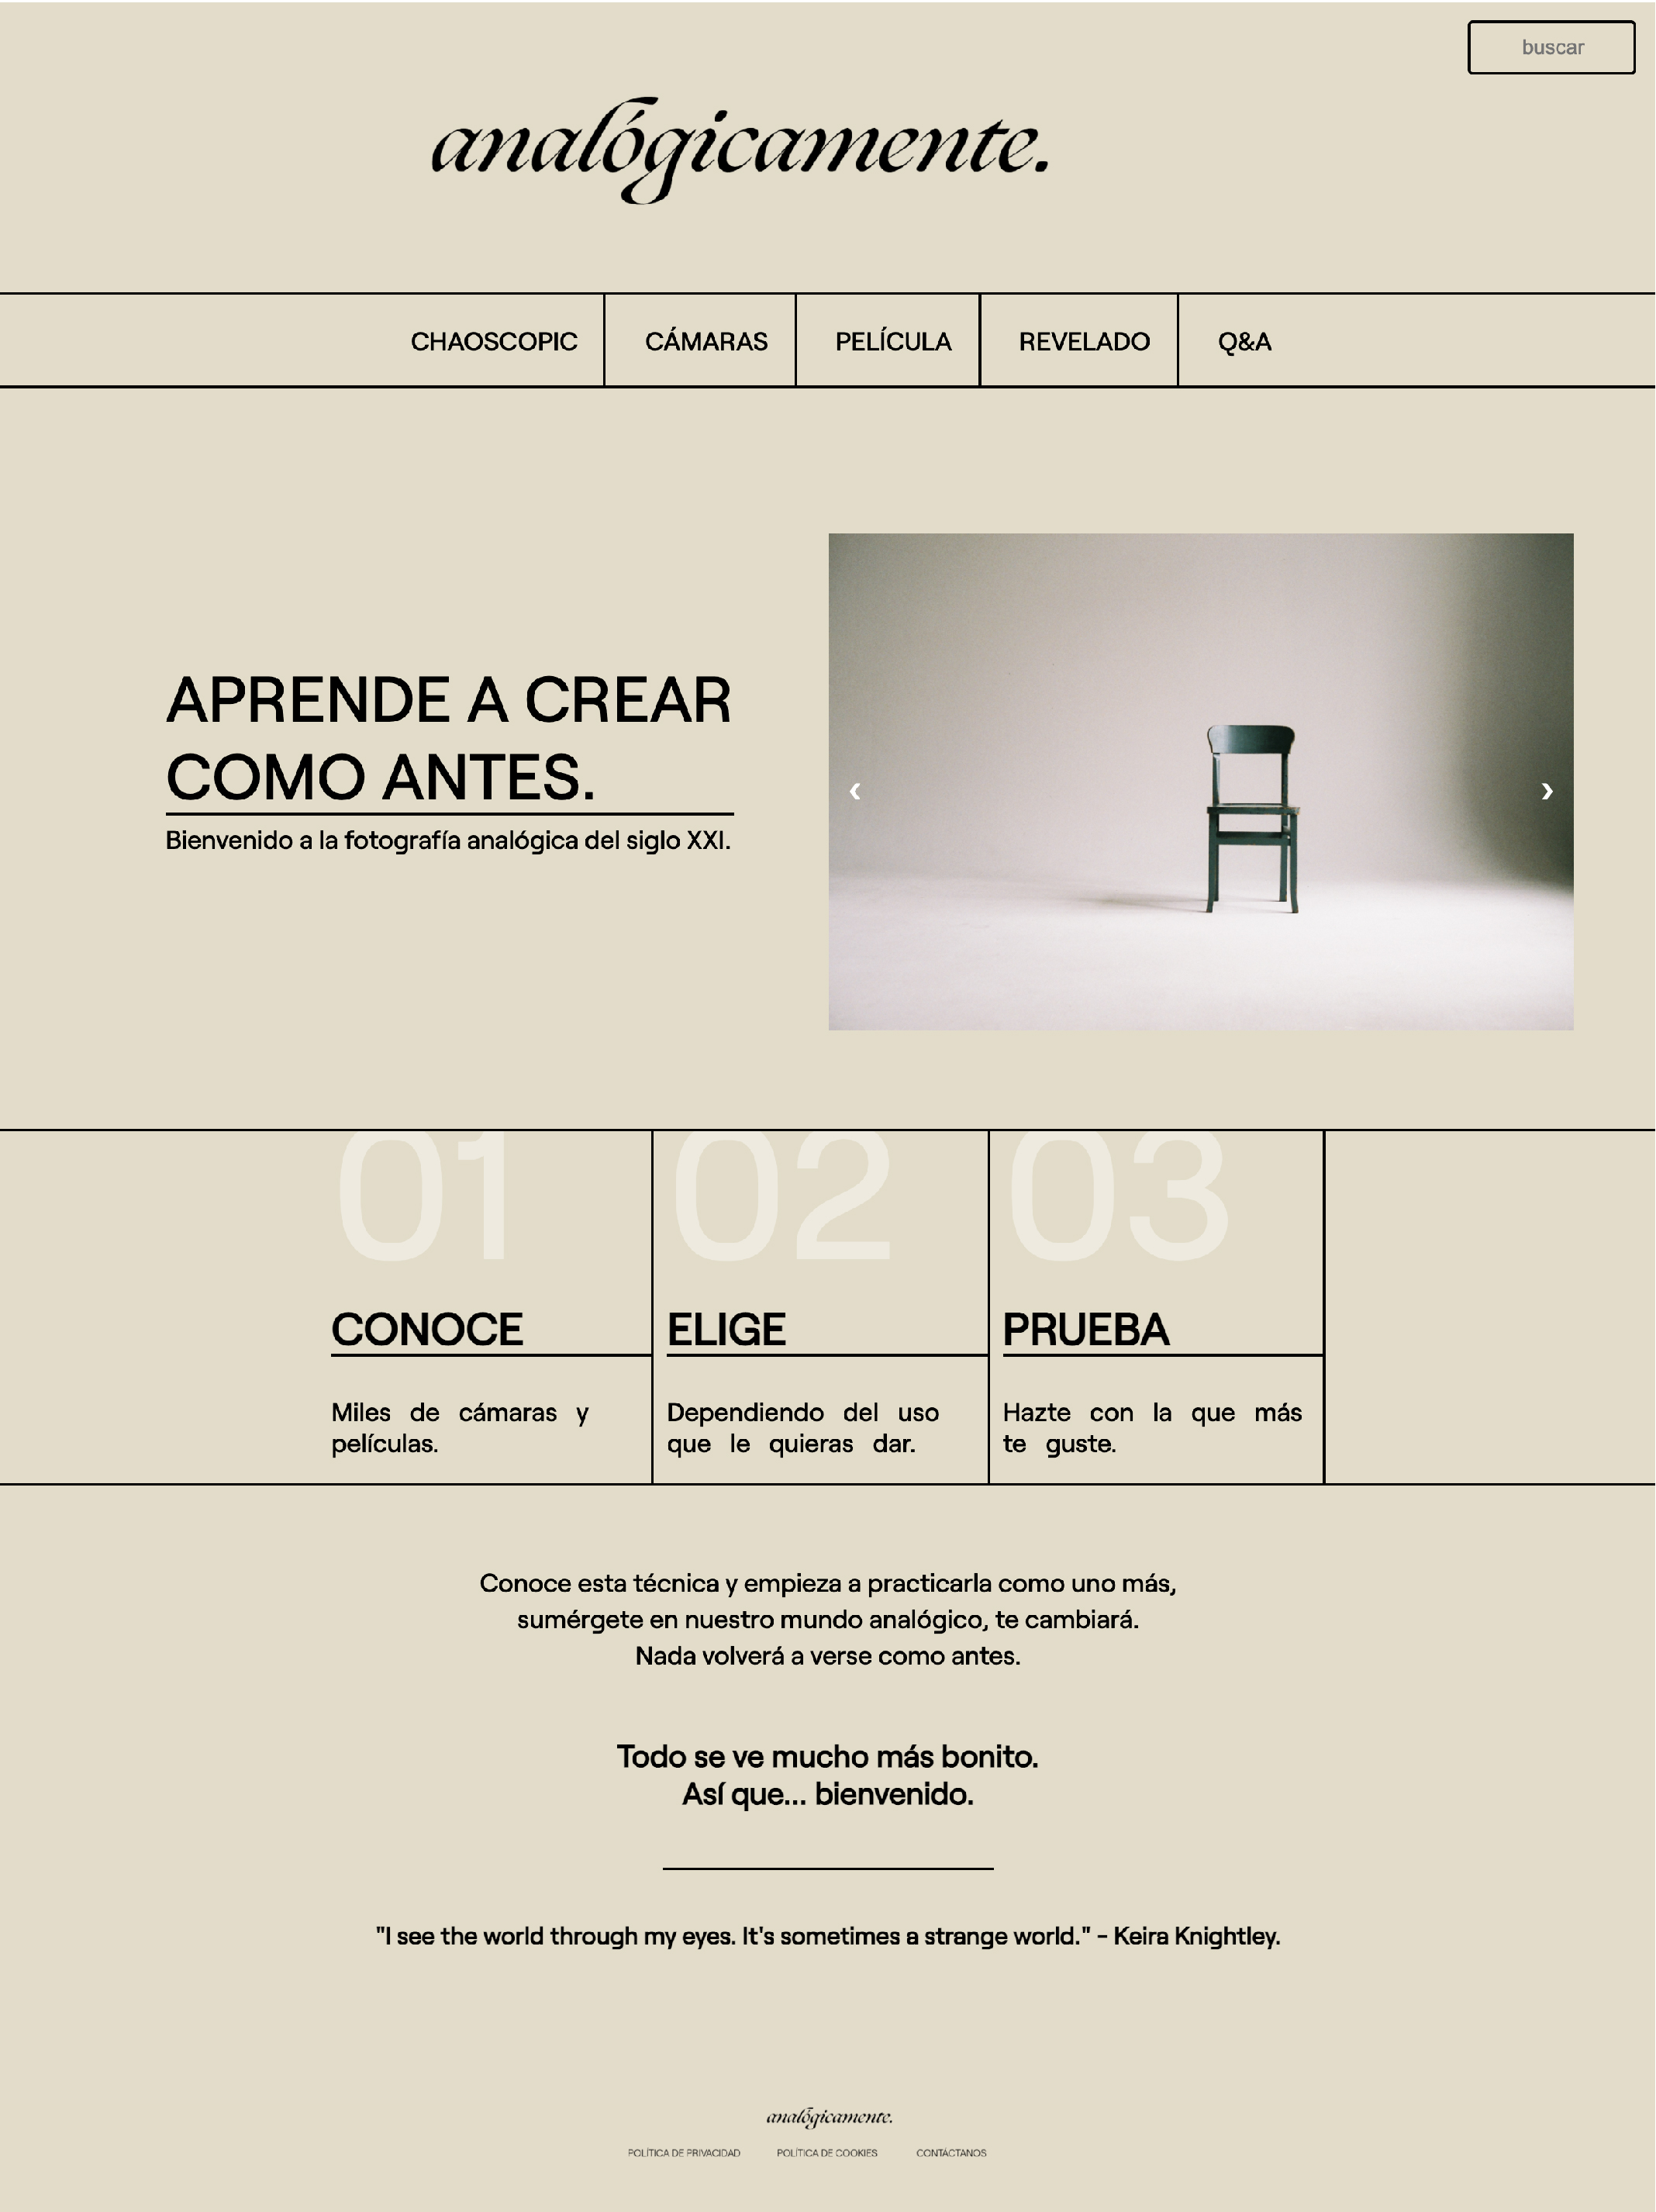 buscar
analógicamente.
CHAOSCOPIC
CÁMARAS
PELÍCULA
REVELADO
Q&A
APRENDE A CREAR
COMO ANTES.
Bienvenido a la fotografía analógica del siglo XXI.
‹
›
01
CONOCE
Miles de cámaras y
películas.
02
ELIGE
Dependiendo del uso
que le quieras dar.
03
PRUEBA
Hazte con la que más
te guste.
Conoce esta técnica y empieza a practicarla como uno más,
sumérgete en nuestro mundo analógico, te cambiará.
Nada volverá a verse como antes.
Todo se ve mucho más bonito.
Así que... bienvenido.
"I see the world through my eyes. It's sometimes a strange world." - Keira Knightley.
analógicamente.
POLÍTICA DE PRIVACIDAD
POLÍTICA DE COOKIES
CONTÁCTANOS